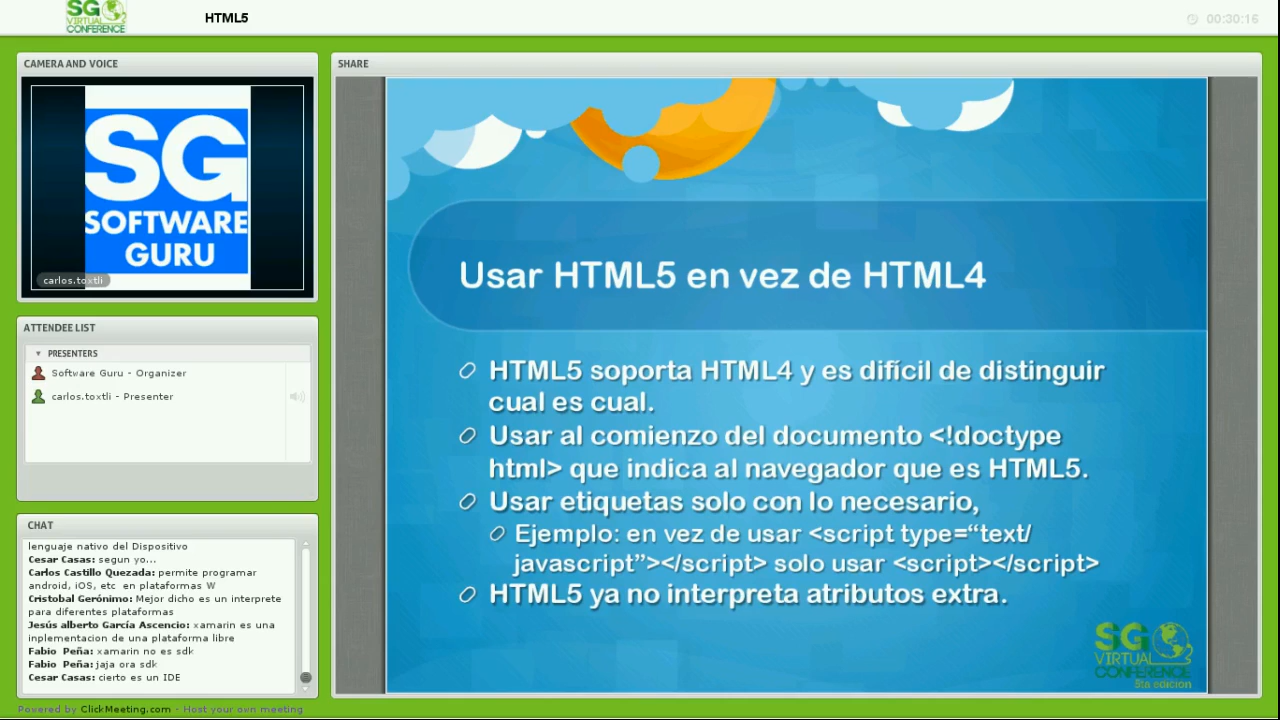 SG
VIRTUAL
CONFERENCE
HTML5
00:30:16
CAMERA AND VOICE
SG
SOFTWARE
GURU
carlos.toxtli
ATTENDEE LIST
PRESENTERS
Software Guru - Organizer
carlos.toxtli - Presenter
CHAT
lenguaje nativo del Dispositivo
Cesar Casas: segun yo...
Carlos Castillo Quezada: permite programar
android, iOS, etc en plataformas W
Cristobal Gerónimo: Mejor dicho es un interprete
para diferentes plataformas
Jesús alberto García Ascencio: xamarin es una
inplementacion de una plataforma libre
Fabio Peña: xamarin no es sdk
Fabio Peña: jaja ora sdk
Cesar Casas: cierto es un IDE
SHARE
Usar HTML5 en vez de HTML4
HTML5 soporta HTML4 y es difícil de distinguir
cual es cual.
Usar al comienzo del documento <!doctype
html> que indica al navegador que es HTML5.
Usar etiquetas solo con lo necesario,
Ejemplo: en vez de usar <script type=“text/
javascript”></script> solo usar <script></script>
HTML5 ya no interpreta atributos extra.
SG
VIRTUAL
CONFERENCE
5ta edicion
Powered by ClickMeeting.com - Host your own meeting